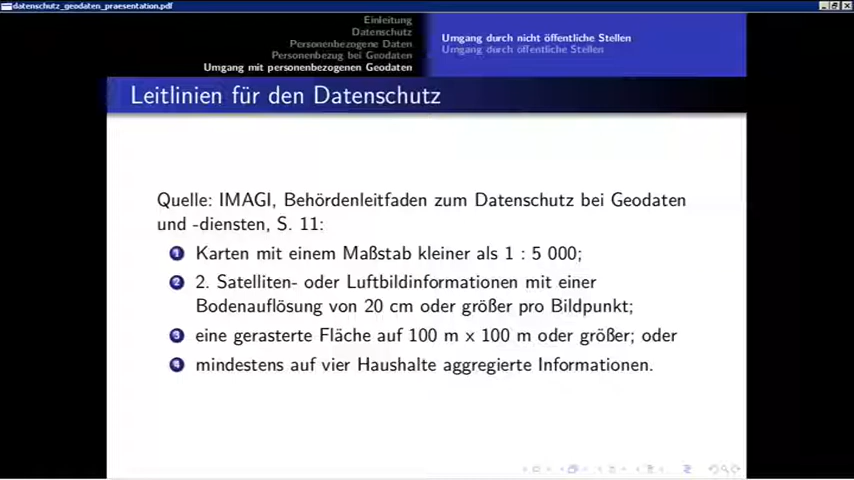 datenschutz_geodaten_praesentation.pdf
Einleitung
Datenschutz
Personenbezogene Daten
Personenbezug bei Geodaten
Umgang mit personenbezogenen Geodaten
Umgang durch nicht öffentliche Stellen
Umgang durch öffentliche Stellen
Leitlinien für den Datenschutz
Quelle: IMAGI, Behördenleitfaden zum Datenschutz bei Geodaten
und -diensten, S. 11:
1 Karten mit einem Maßstab kleiner als 1 : 5 000;
2 2. Satelliten- oder Luftbildinformationen mit einer
Bodenauflösung von 20 cm oder größer pro Bildpunkt;
3 eine gerasterte Fläche auf 100 m x 100 m oder größer; oder
4 mindestens auf vier Haushalte aggregierte Informationen.